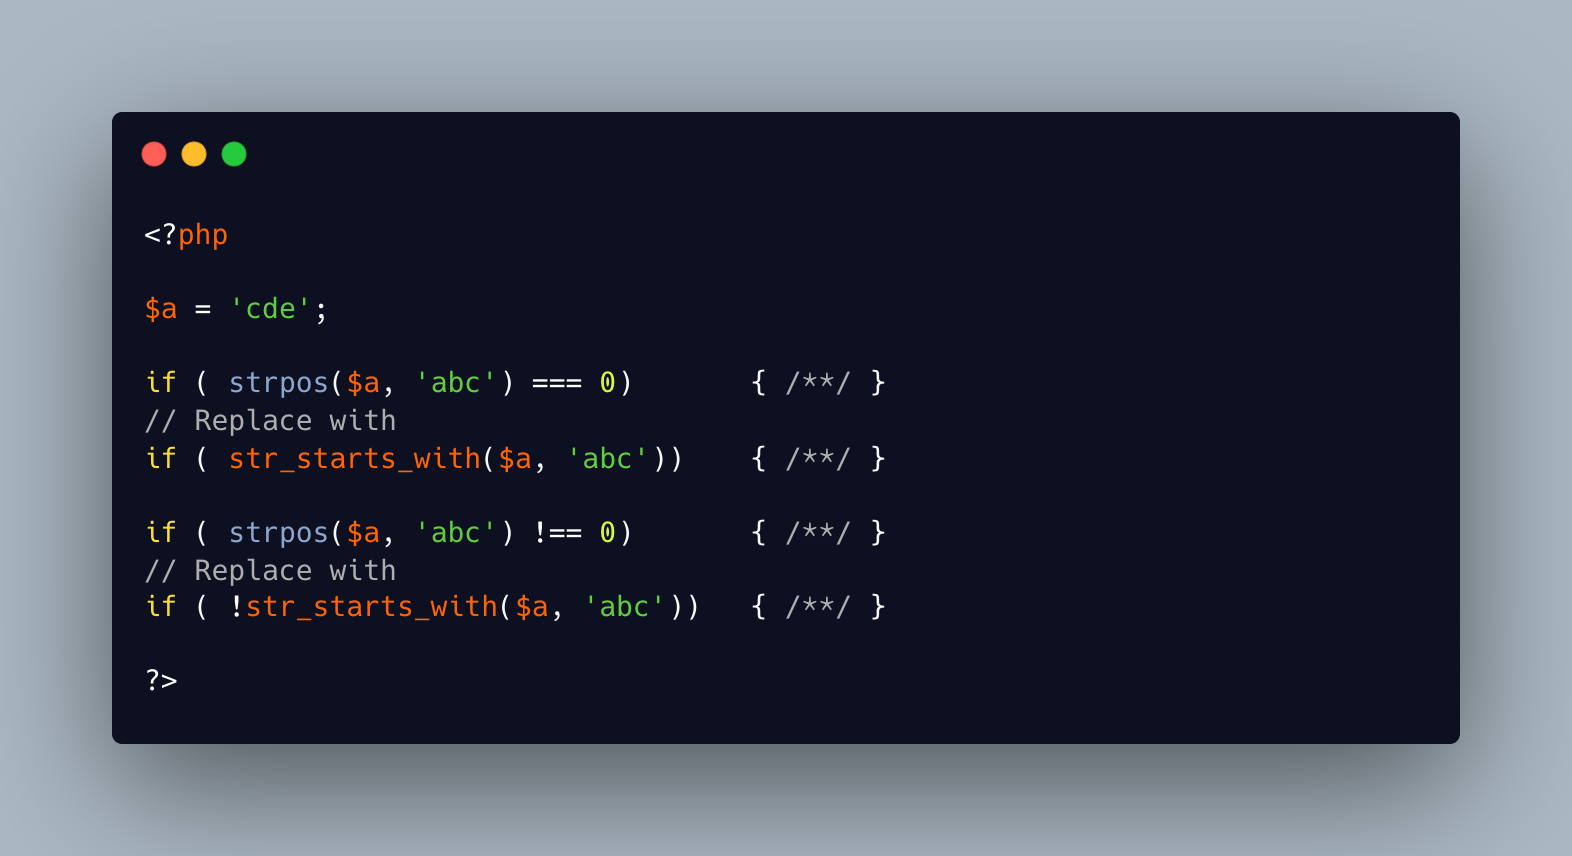 <?php
$a = 'cde';
if ( strpos($a, 'abc') === 0)       { /**/ }
// Replace with
if ( str_starts_with($a, 'abc'))    { /**/ }
if ( strpos($a, 'abc') !== 0)       { /**/ }
// Replace with
if ( !str_starts_with($a, 'abc'))   { /**/ }
?>